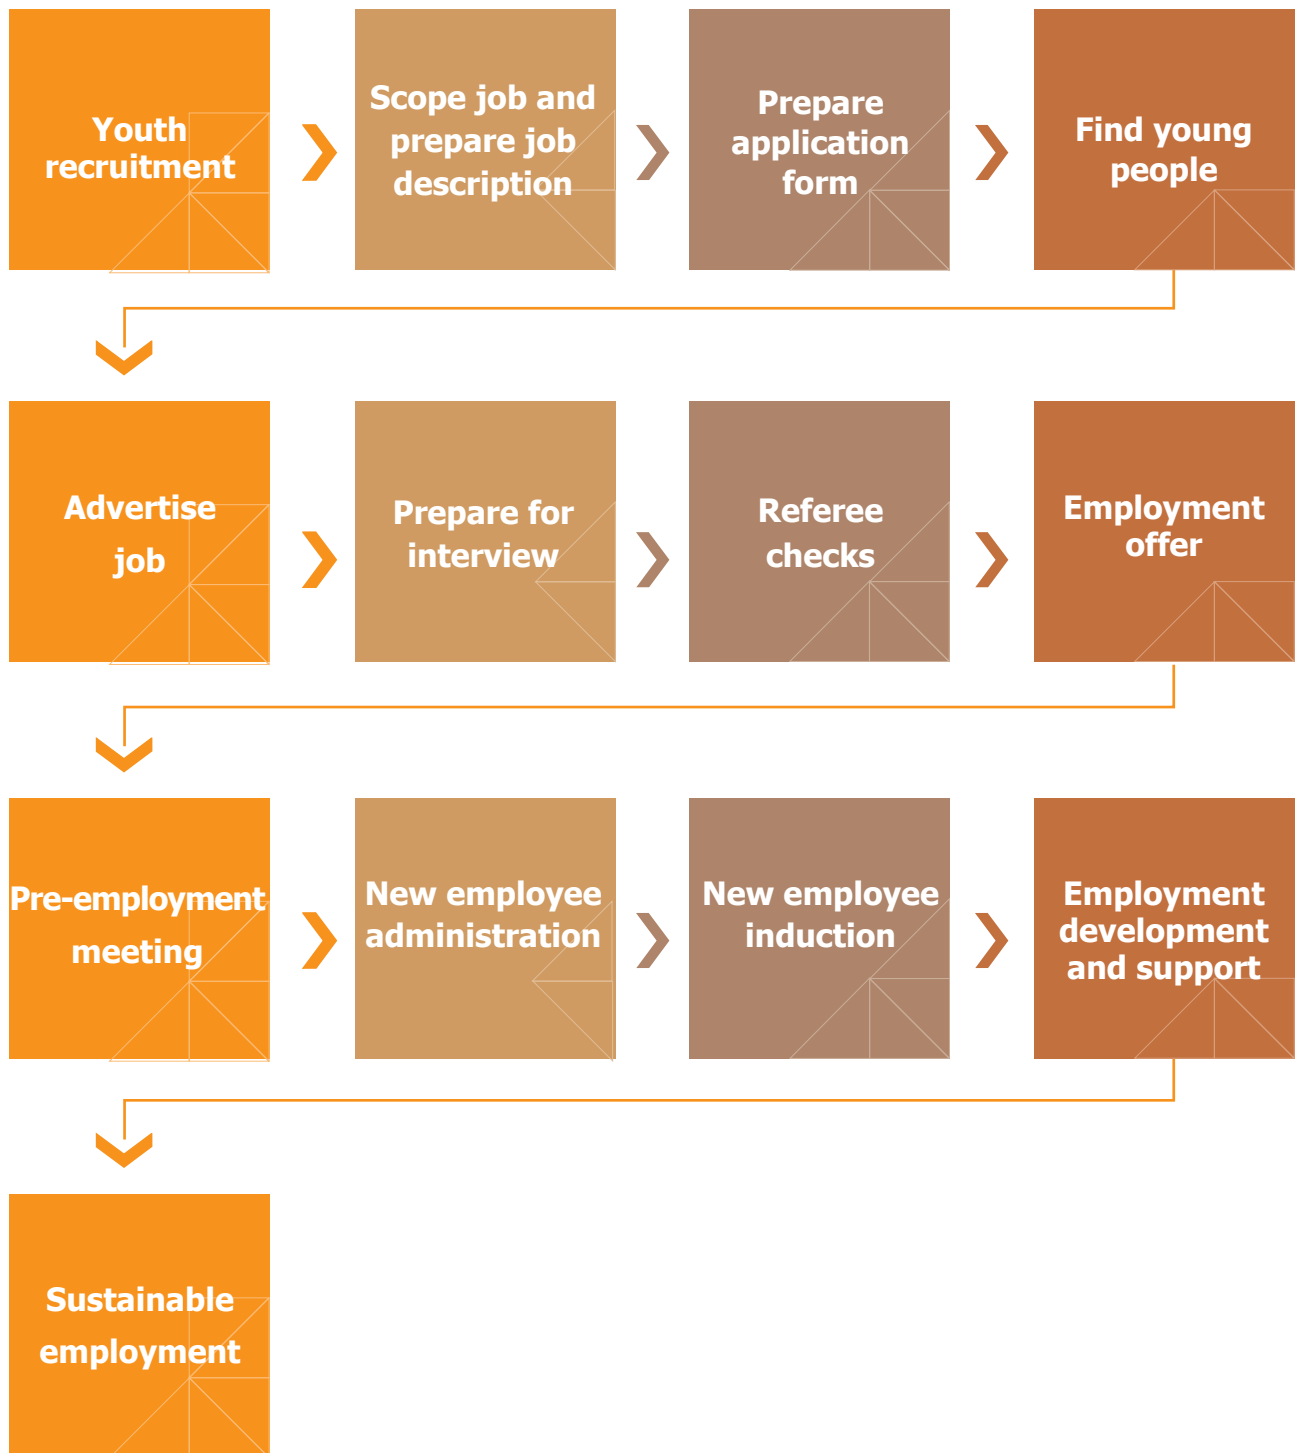 Youth
recruitment
Scope job and
prepare job
description
Prepare
application
form
Find young
people
Advertise
job
Prepare for
interview
Referee
checks
Employment
offer
Pre-employment
meeting
New employee
administration
New employee
induction
Employment
development
and support
Sustainable
employment